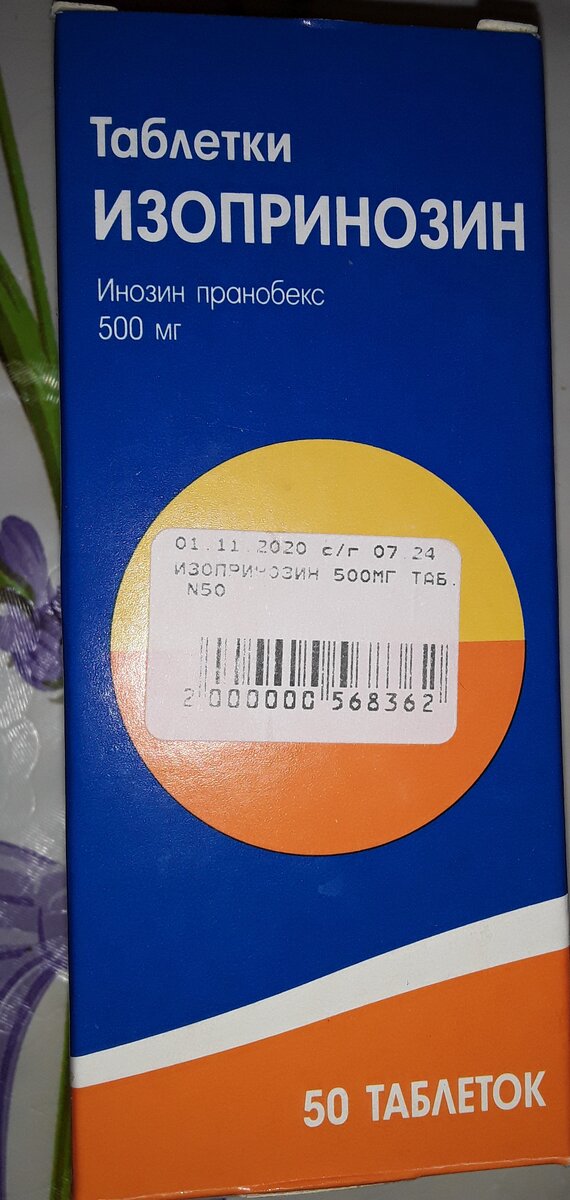 Таблетки
ИЗОПРИНОЗИН
Инозин пранобекс
500 мг
01.11.2020 с/г 07.24
ИЗОПРИНОЗИН 500МГ ТАБ.
N50
2 000000 568362
50 ТАБЛЕТОК